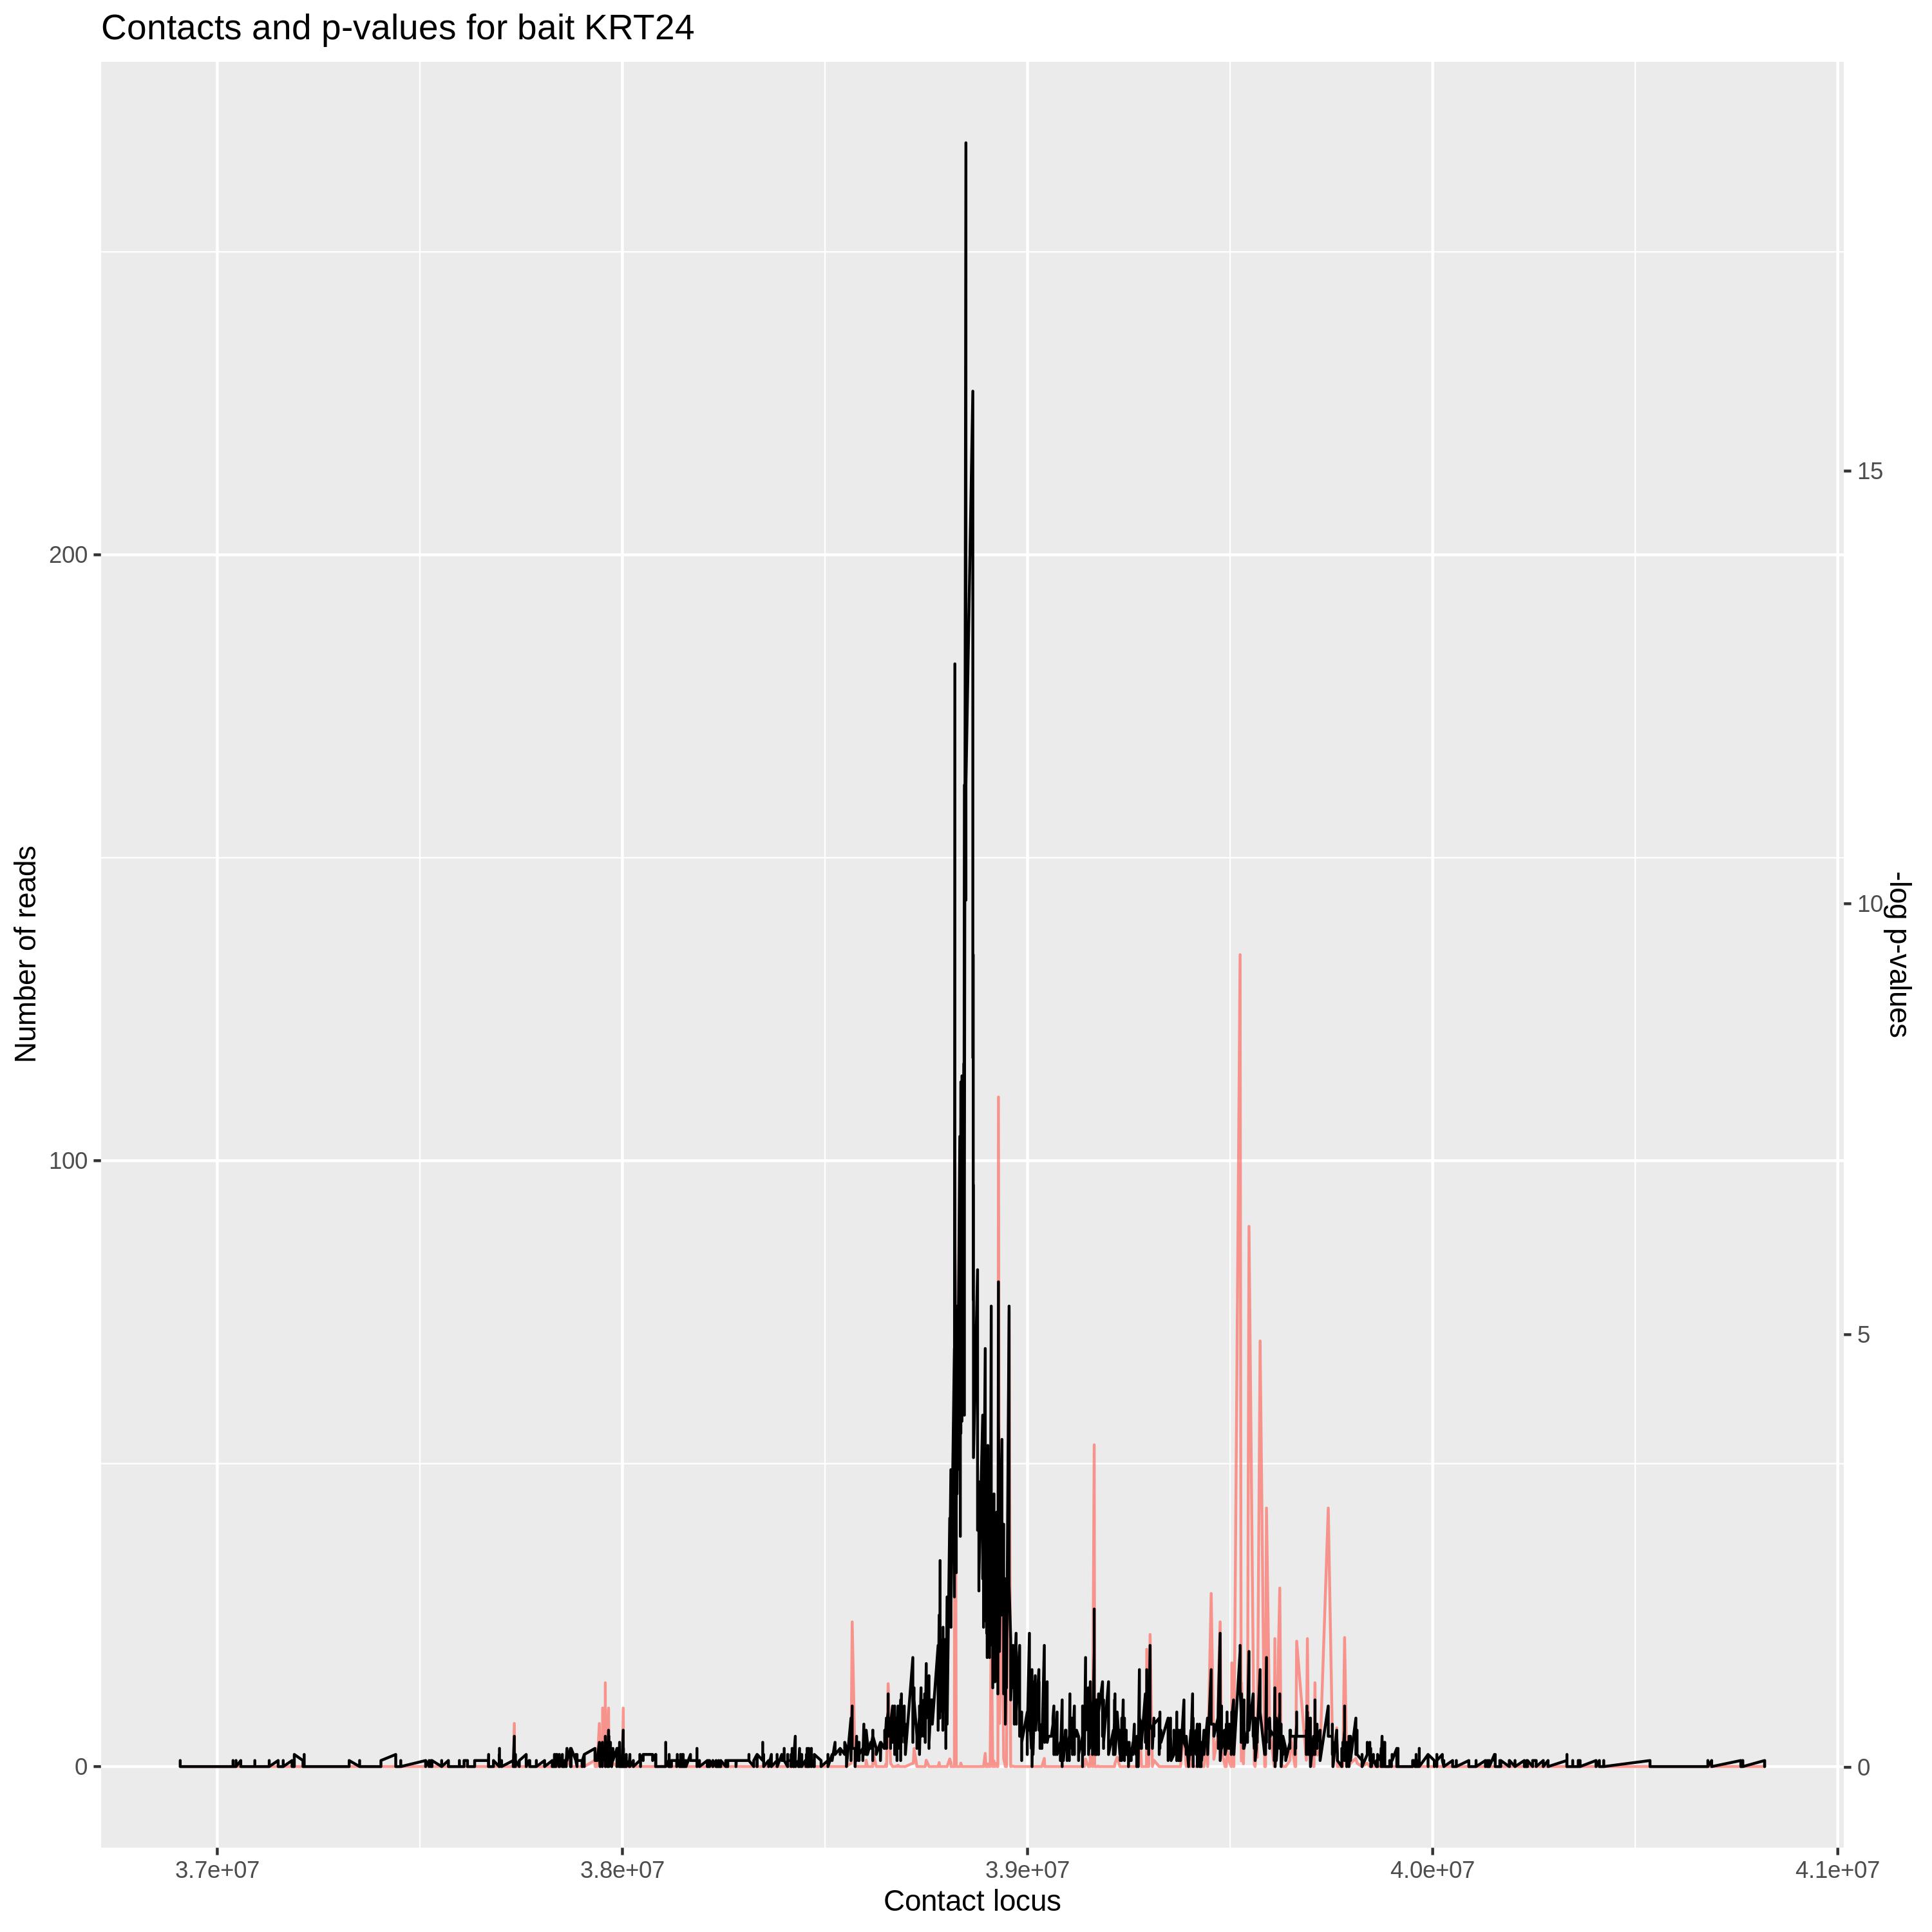 Contacts and p-values for bait KRT24
200
100
0
Number of reads
15
10
5
0
-log p-values
3.7e+07
3.8e+07
3.9e+07
4.0e+07
4.1e+07
Contact locus